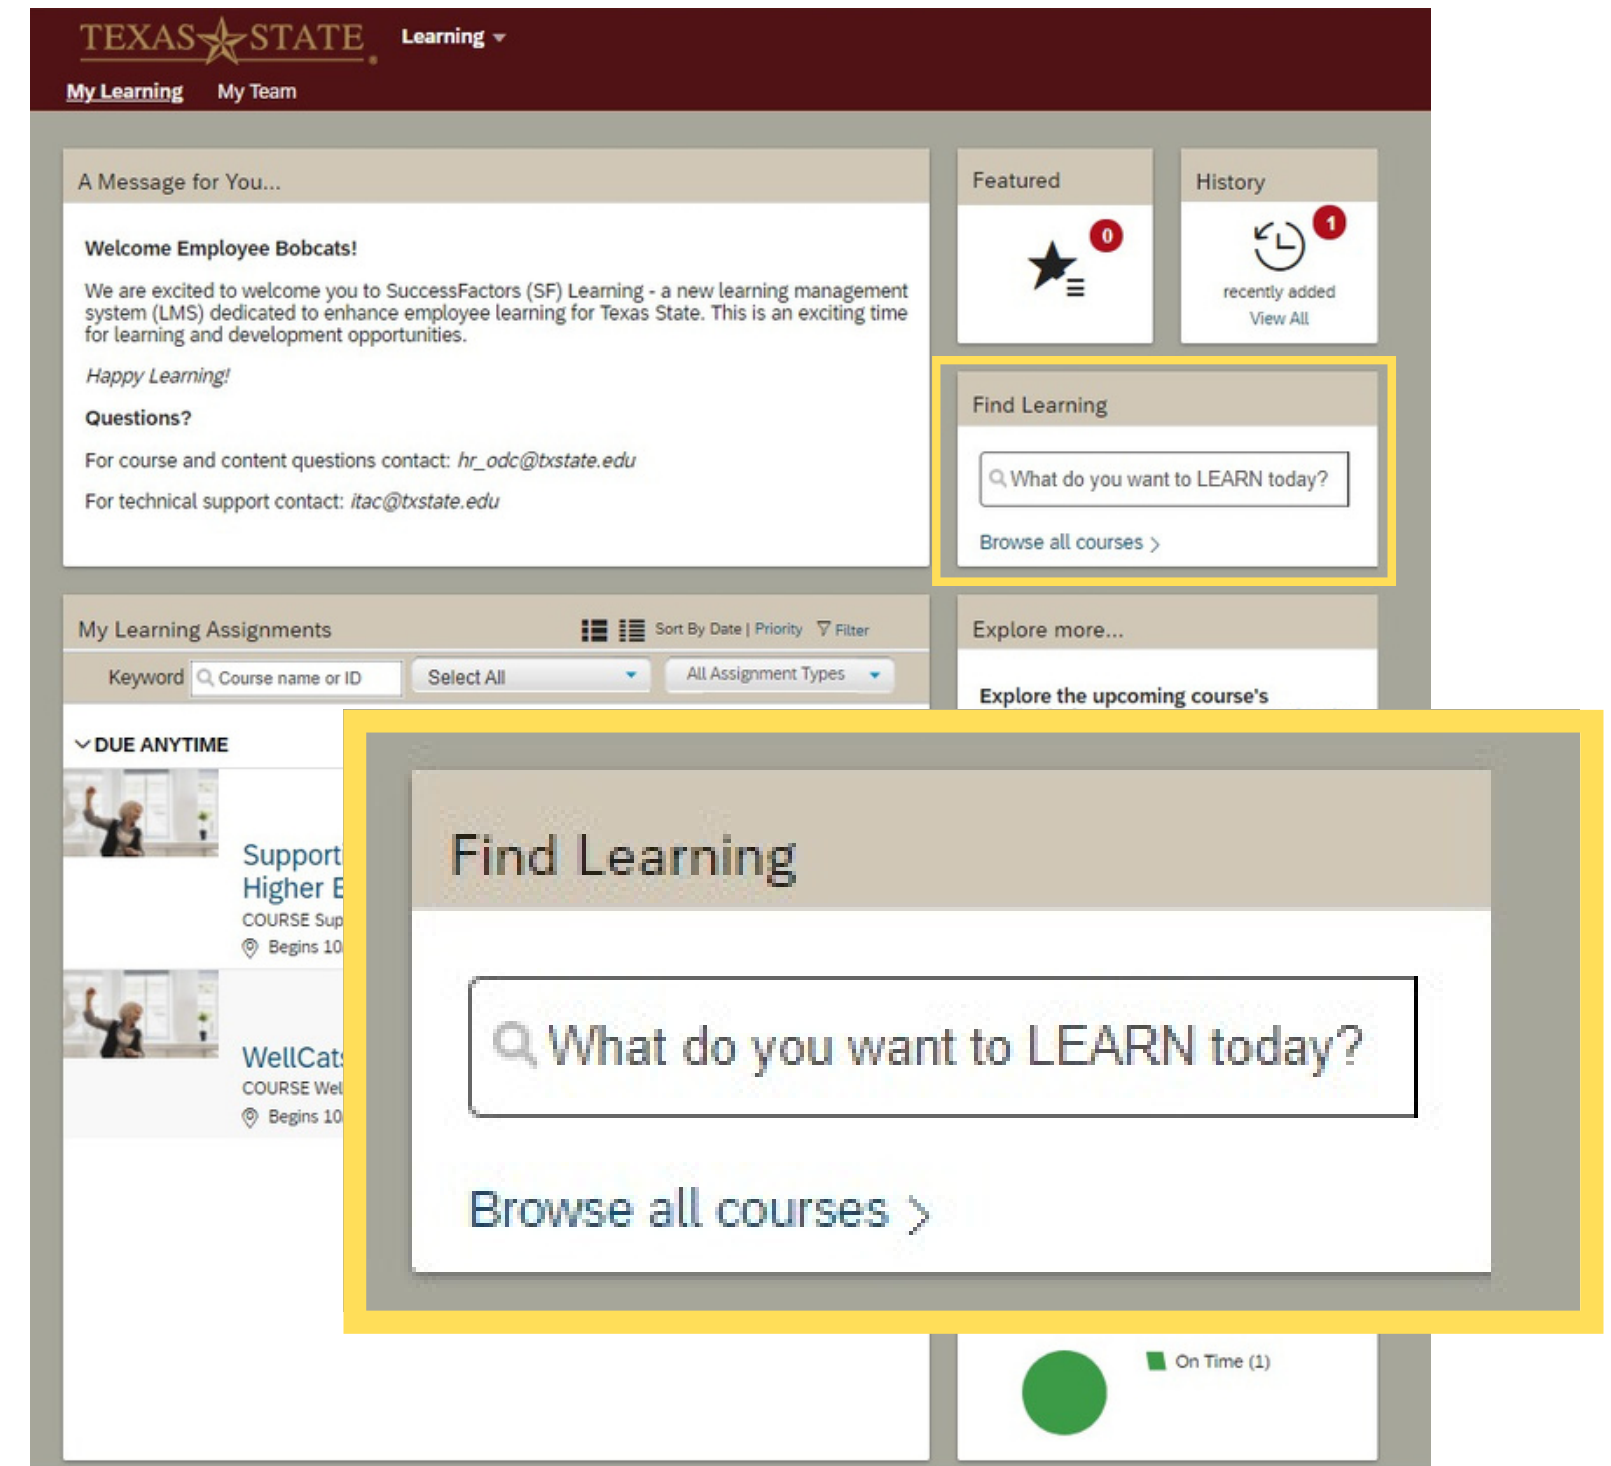 TEXAS STATE
Learning
My Learning My Team
A Message for You...
Welcome Employee Bobcats!
We are excited to welcome you to SuccessFactors (SF) Learning - a new learning management
system (LMS) dedicated to enhance employee learning for Texas State. This is an exciting time
for learning and development opportunities.
Happy Learning!
Questions?
For course and content questions contact: hr_odc@txstate.edu
For technical support contact: itac@txstate.edu
Featured
0
History
1
recently added
View All
Find Learning
What do you want to LEARN today?
Browse all courses >
My Learning Assignments
Sort By Date | Priority Filter
Keyword Course name or ID Select All All Assignment Types
DUE ANYTIME
Supporti
Higher E
COURSE Sup
Begins 10
WellCats
COURSE Wel
Begins 10
Explore more...
Explore the upcoming course's
Find Learning
What do you want to LEARN today?
Browse all courses >
On Time (1)